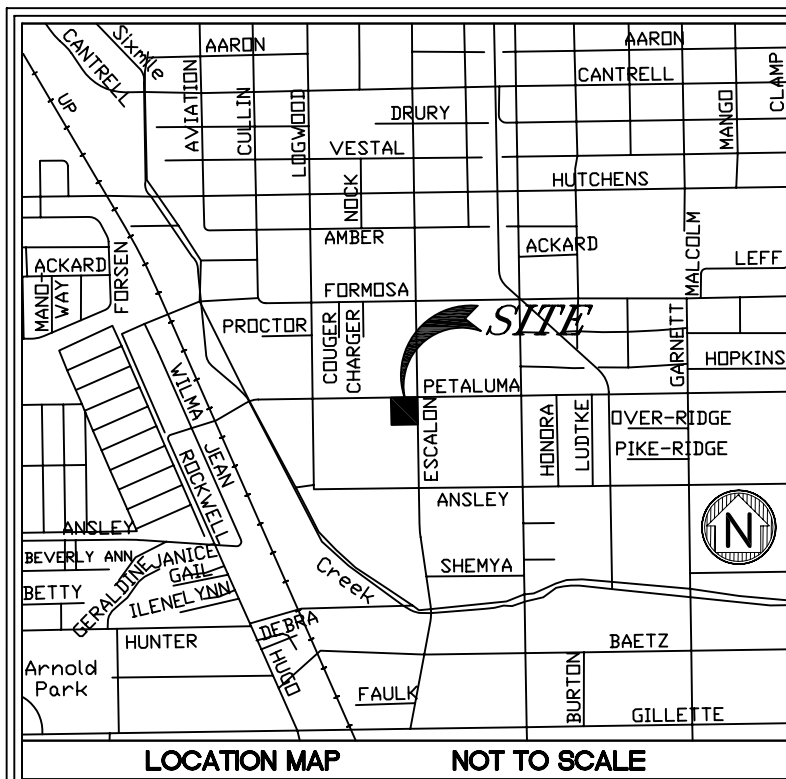 AARON
AARON
CANTRELL
Sixmile
CANTRELL
CLAMP
UP
AVIATION
CULLIN
LOGWOOD
DRURY
MANGO
VESTAL
NOCK
HUTCHENS
AMBER
ACKARD
MALCOLM
LEFF
ACKARD
FORSEN
MANO-
WAY
FORMOSA
PROCTOR
COUGER
CHARGER
SITE
GARNETT
HOPKINS
WILMA
JEAN
PETALUMA
ESCALON
HONORA
LUDTKE
OVER-RIDGE
PIKE-RIDGE
ROCKWELL
ANSLEY
ANSLEY
N
BEVERLY ANN
JANICE
GAIL
SHEMYA
Creek
BETTY
GERALDINE
ILENELYNN
HUNTER
DEBRA
BAETZ
Arnold
Park
HUGO
FAULK
BURTON
GILLETTE
LOCATION MAP
NOT TO SCALE